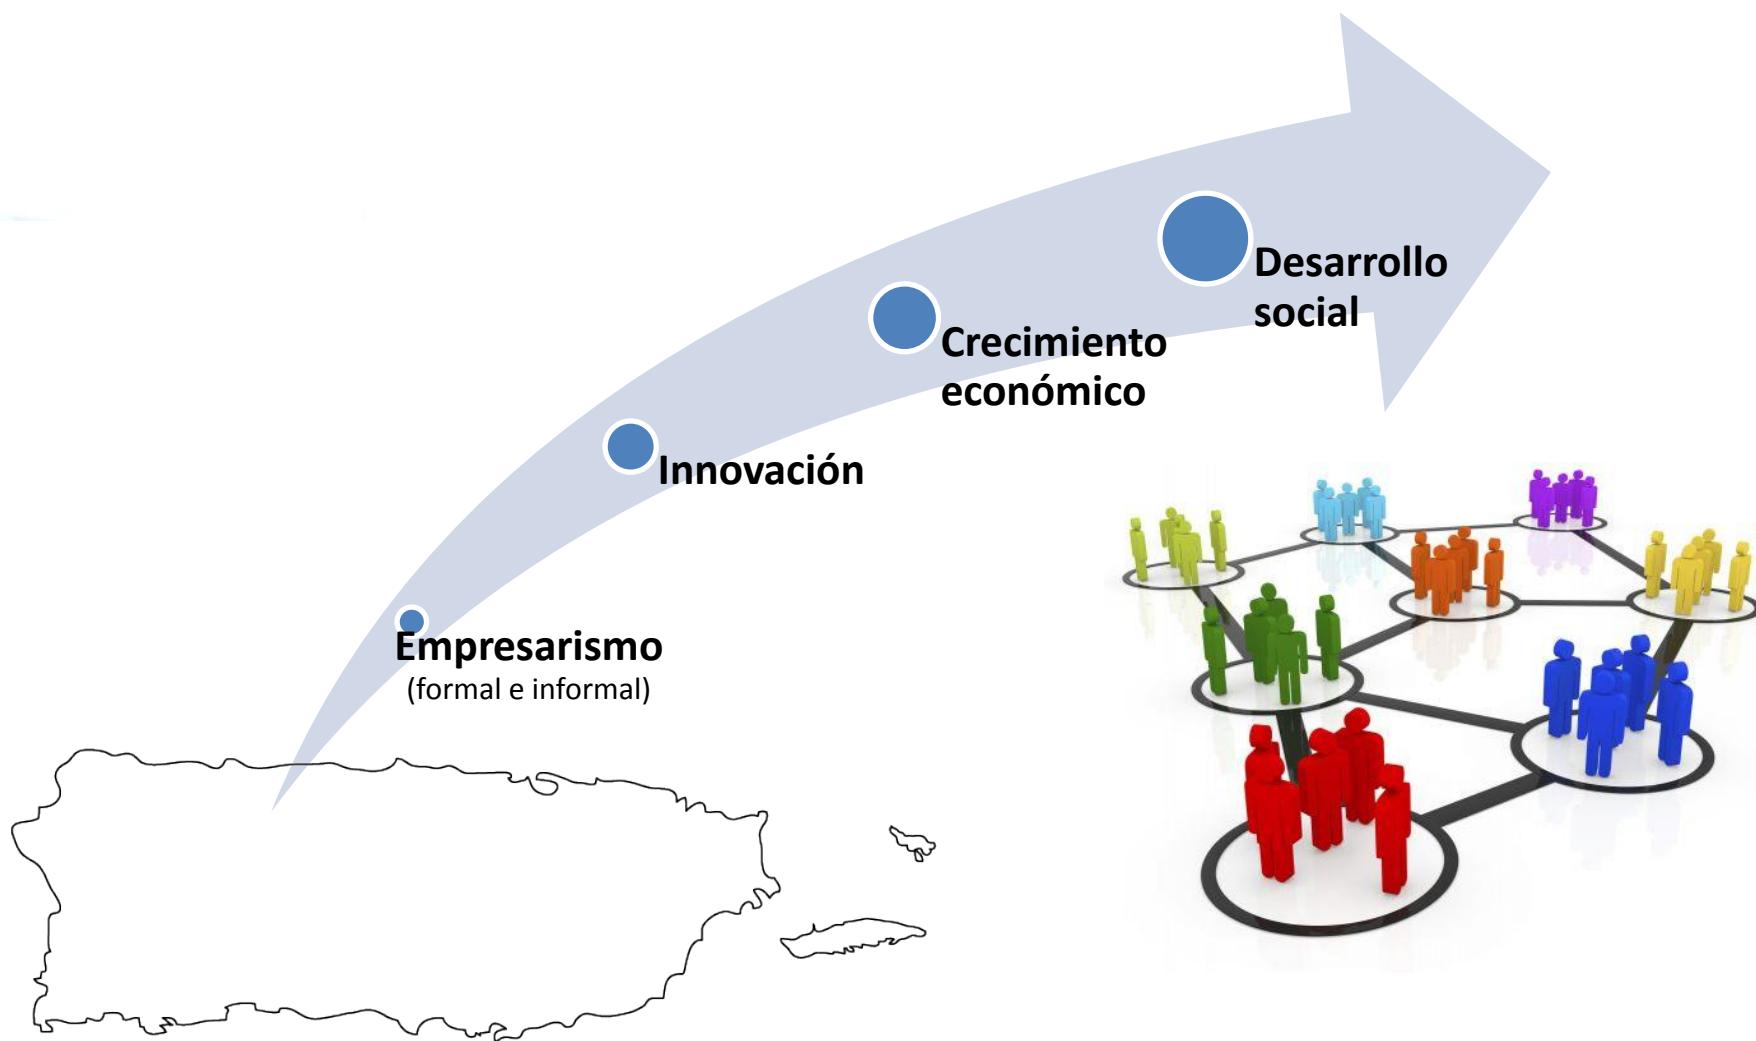 Desarrollo
social
Crecimiento
económico
Innovación
Empresarismo
(formal e informal)